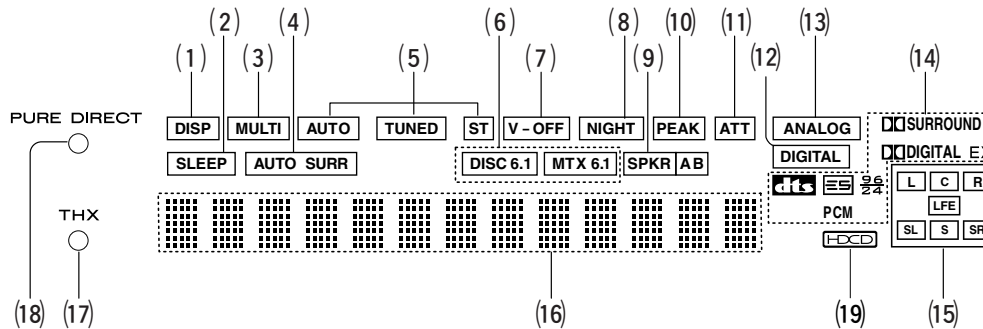 (1) (2) (3) (4) (5) (6) (7) (8) (9) (10) (11) (12) (13) (14)
PURE DIRECT
DISP MULTI AUTO TUNED ST V-OFF NIGHT PEAK ATT ANALOG SURROUND
SLEEP AUTO SURR DISC 6.1 MTX 6.1 SPKR A B DIGITAL DIGITAL E
dts ES 96/24 L C R
THX
PCM LFE
HDCD SL S SR
(18) (17) (16) (19) (15)